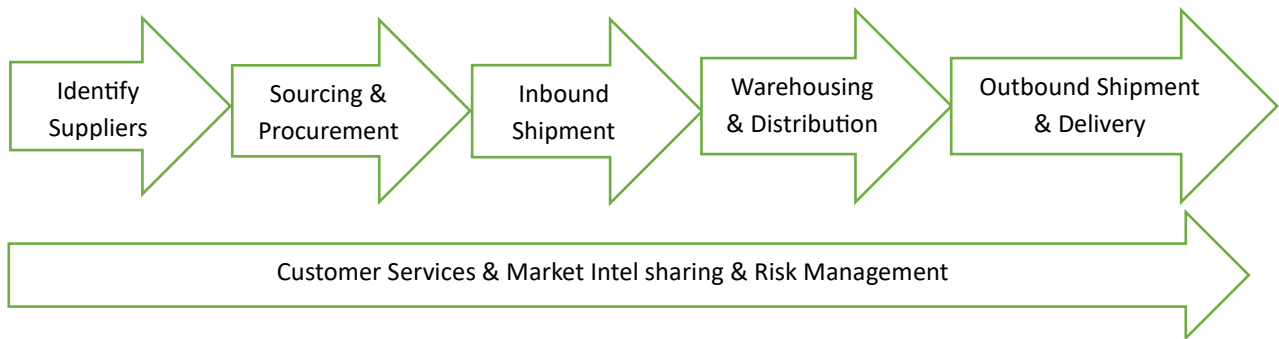 Identify
Suppliers
Sourcing &
Procurement
Inbound
Shipment
Warehousing
& Distribution
Outbound Shipment
& Delivery
Customer Services & Market Intel sharing & Risk Management